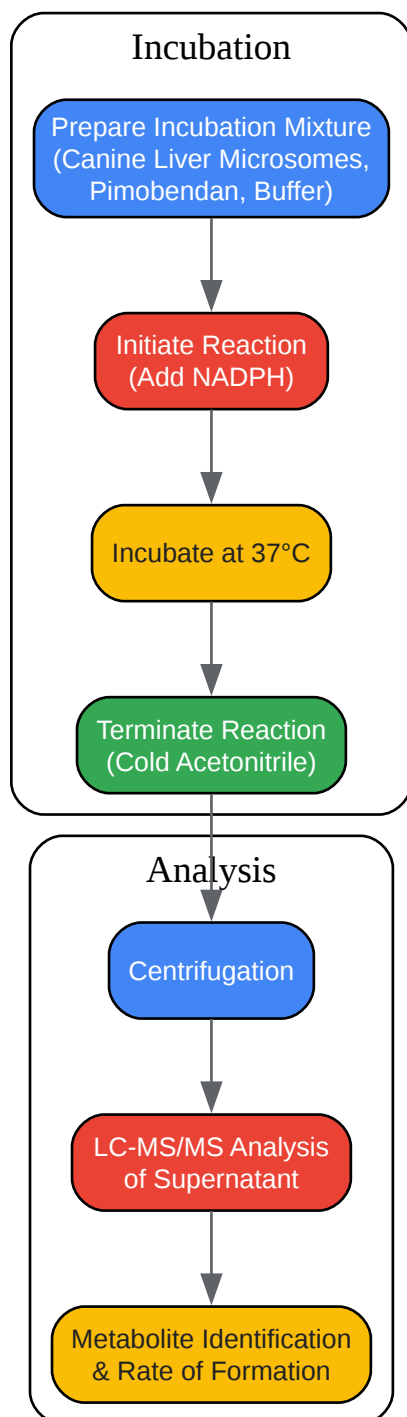 Incubation
Prepare Incubation Mixture
(Canine Liver Microsomes,
Pimobendan, Buffer)
Initiate Reaction
(Add NADPH)
Incubate at 37°C
Terminate Reaction
(Cold Acetonitrile)
Analysis
Centrifugation
LC-MS/MS Analysis
of Supernatant
Metabolite Identification
& Rate of Formation